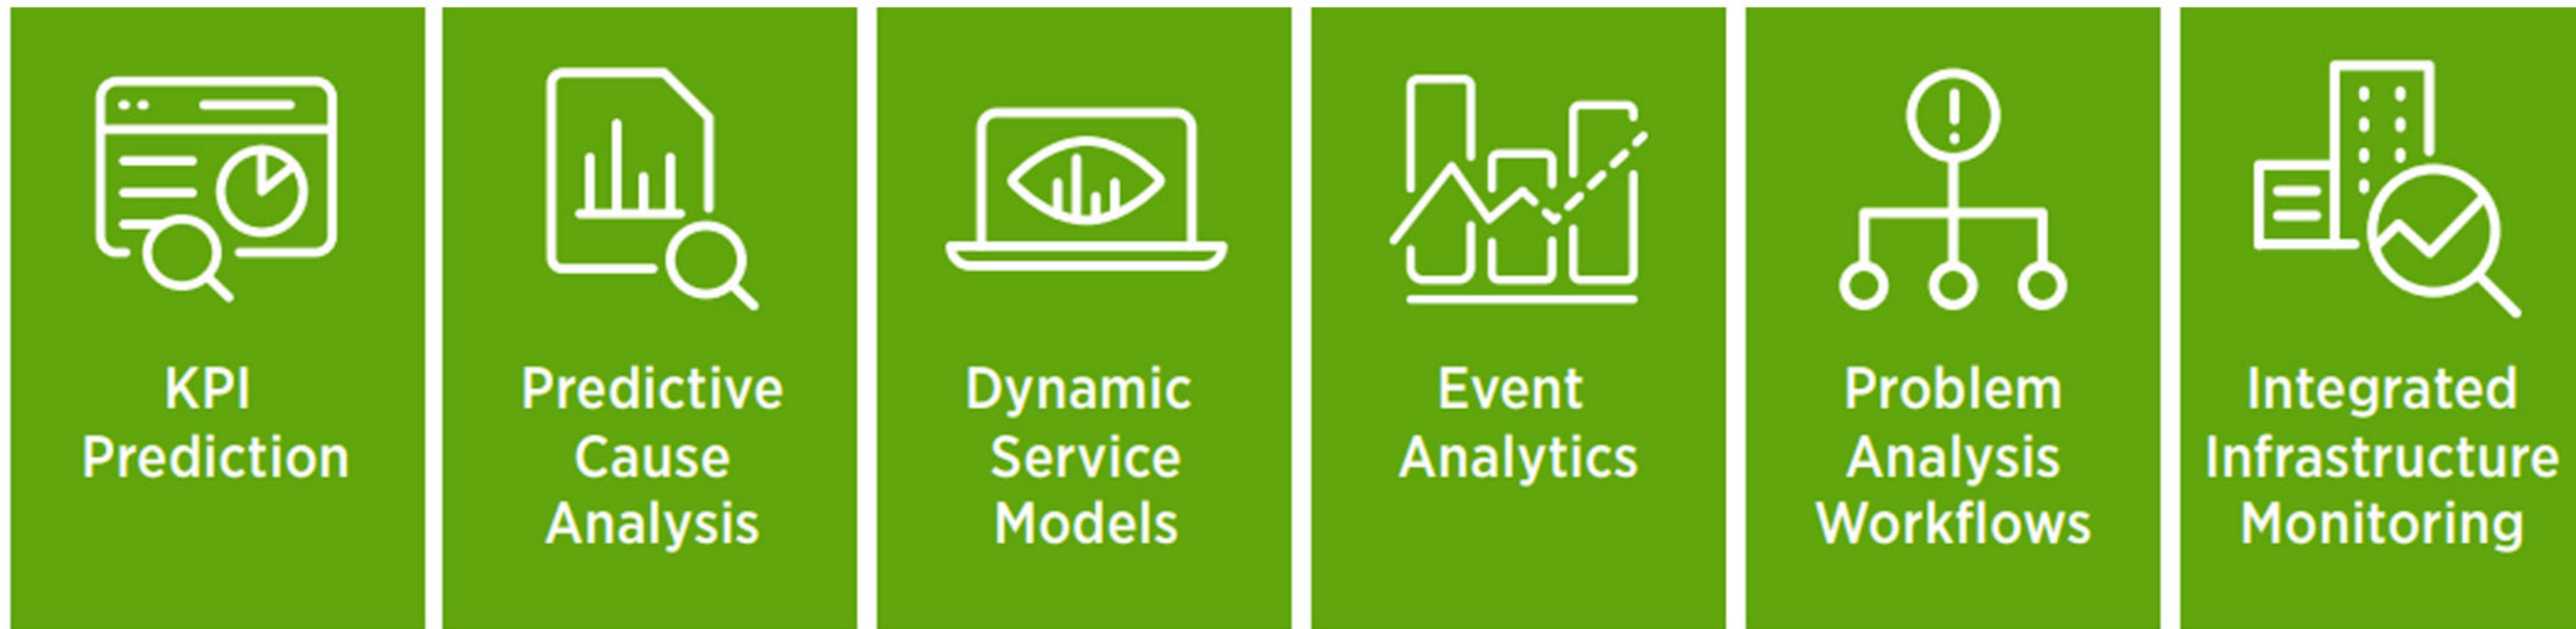 KPI
Prediction
Predictive
Cause
Analysis
Dynamic
Service
Models
Event
Analytics
Problem
Analysis
Workflows
Integrated
Infrastructure
Monitoring